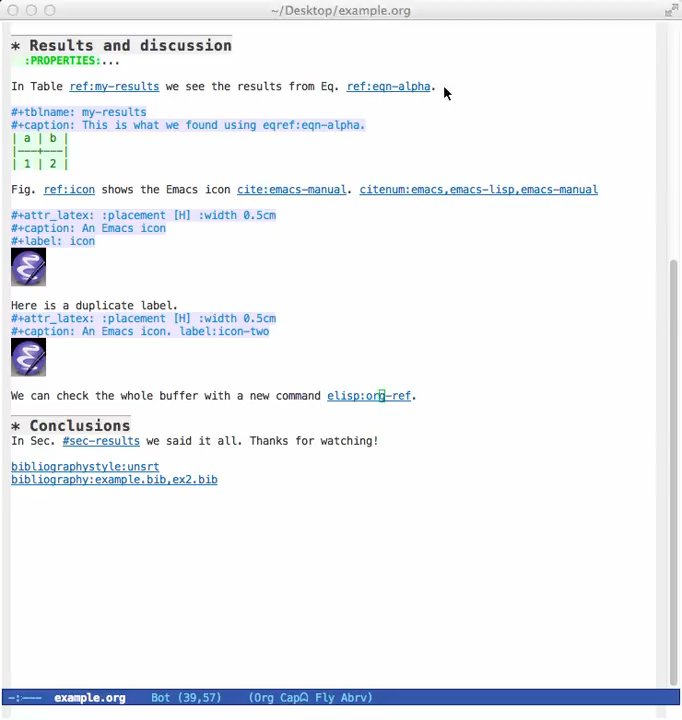 ~/Desktop/example.org
* Results and discussion
:PROPERTIES:...
In Table ref:my-results we see the results from Eq. ref:eqn-alpha.
#+tblname: my-results
#+caption: This is what we found using eqref:eqn-alpha.
| a | b |
|---+---|
| 1 | 2 |
Fig. ref:icon shows the Emacs icon cite:emacs-manual. citenum:emacs,emacs-lisp,emacs-manual
#+attr_latex: :placement [H] :width 0.5cm
#+caption: An Emacs icon
#+label: icon
Here is a duplicate label.
#+attr_latex: :placement [H] :width 0.5cm
#+caption: An Emacs icon. label:icon-two
We can check the whole buffer with a new command elisp:org-ref.
* Conclusions
In Sec. #sec-results we said it all. Thanks for watching!
bibliographystyle:unsrt
bibliography:example.bib,ex2.bib
-:--- example.org Bot (39,57) (Org CapΩ Fly Abrv)